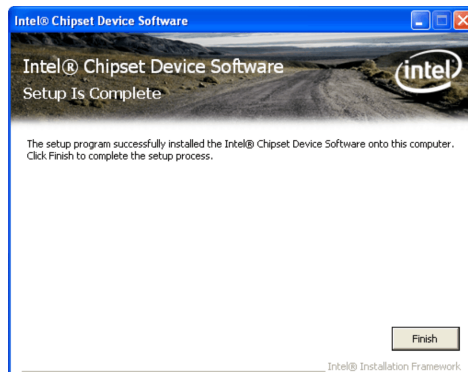 Intel® Chipset Device Software
Intel® Chipset Device Software
Setup Is Complete
intel
The setup program successfully installed the Intel® Chipset Device Software onto this computer.
Click Finish to complete the setup process.
Finish
Intel® Installation Framework